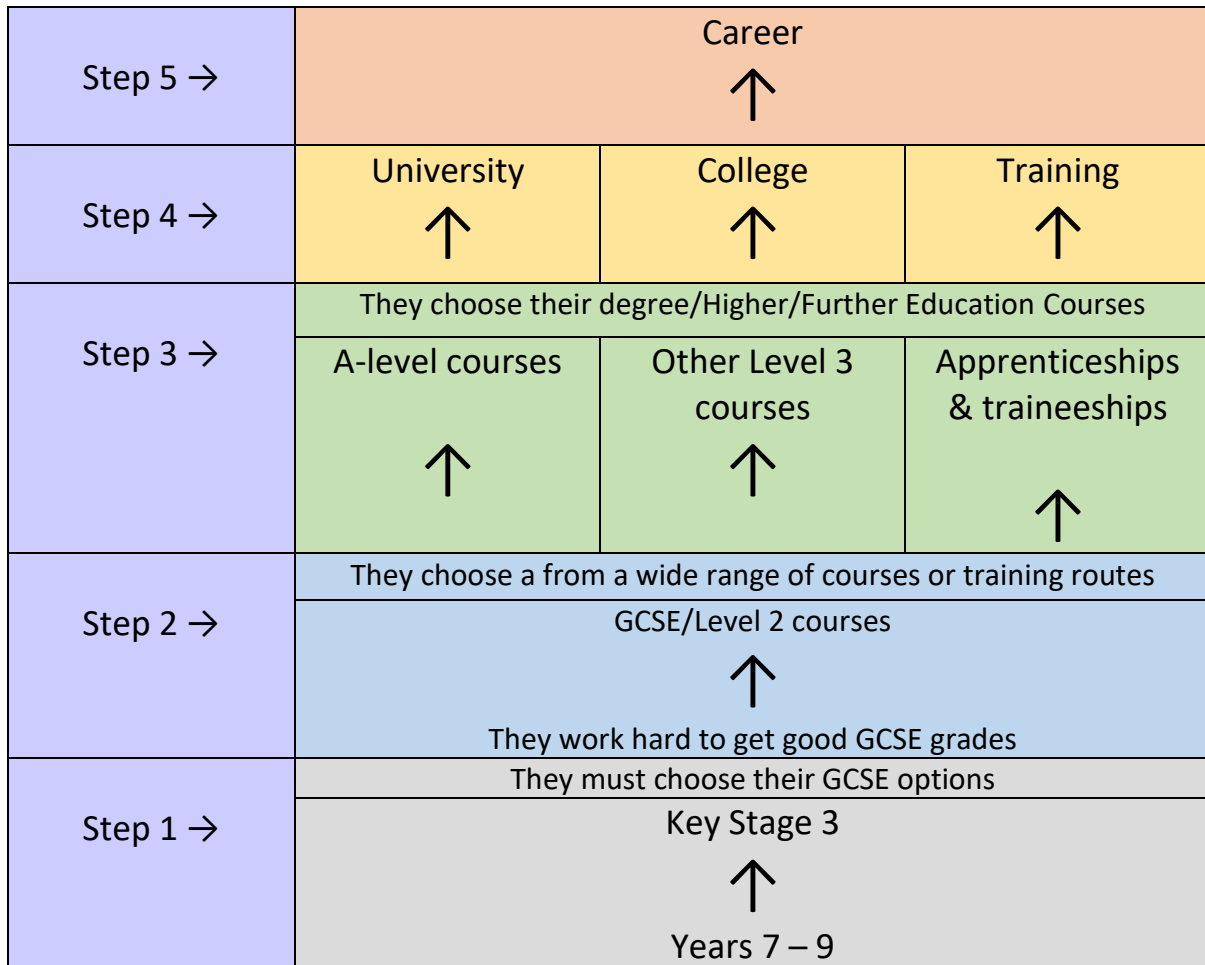 Career
Step 5 →
University
College
Training
Step 4 →
They choose their degree/Higher/Further Education Courses
Step 3 →
A-level courses
Other Level 3
courses
Apprenticeships
& traineeships
They choose a from a wide range of courses or training routes
Step 2 →
GCSE/Level 2 courses
They work hard to get good GCSE grades
They must choose their GCSE options
Step 1 →
Key Stage 3
Years 7 – 9